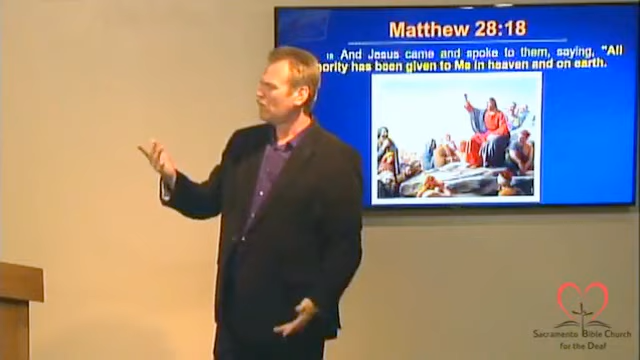 Matthew 28:18
18 And Jesus came and spoke to them, saying, "All
has been given to Me in heaven and on earth.
Sacramento Bible Church
for the Deaf